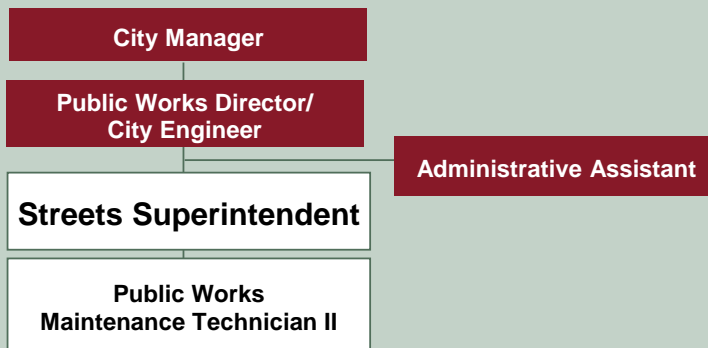 City Manager
Public Works Director/
City Engineer
Administrative Assistant
Streets Superintendent
Public Works
Maintenance Technician II